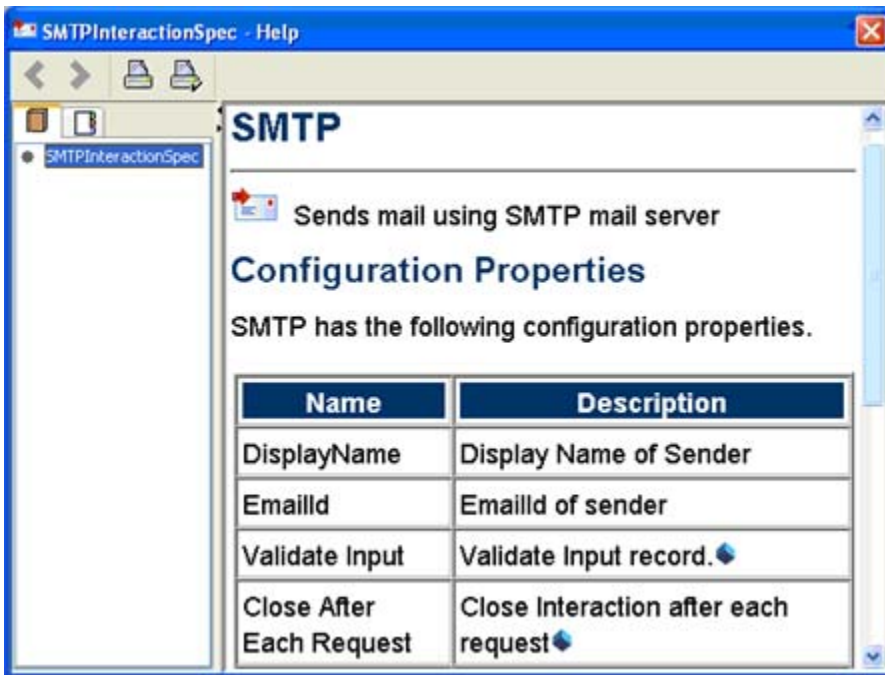 SMTPInteractionSpec - Help
SMTPInteractionSpec
SMTP
Sends mail using SMTP mail server
Configuration Properties
SMTP has the following configuration properties.
Name Description
DisplayName Display Name of Sender
EmailId EmailId of sender
Validate Input Validate Input record.
Close After Close Interaction after each
Each Request request